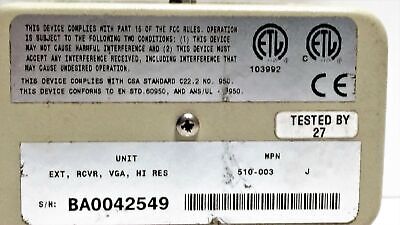 THIS DEVICE COMPLIES WITH PART 15 OF THE FCC RULES. OPERATION
IS SUBJECT TO THE FOLLOWING TWO CONDITIONS: (1) THIS DEVICE
MAY NOT CAUSE HARMFUL INTERFERENCE AND (2) THIS DEVICE MUST
ACCEPT ANY INTERFERENCE RECEIVED, INCLUDING INTERFERENCE THAT
MAY CAUSE UNDESIRED OPERATION.
THIS DEVICE COMPLIES WITH CSA STANDARD C22.2 NO. 950.
THIS DEVICE CONFORMS TO EN STD.60950, AND ANS/UL - 1950.
ETL
103992
C ETL
CE
TESTED BY
27
UNIT
MPN
EXT, RCVR, VGA, HI RES
510-003 J
S/N: BA0042549